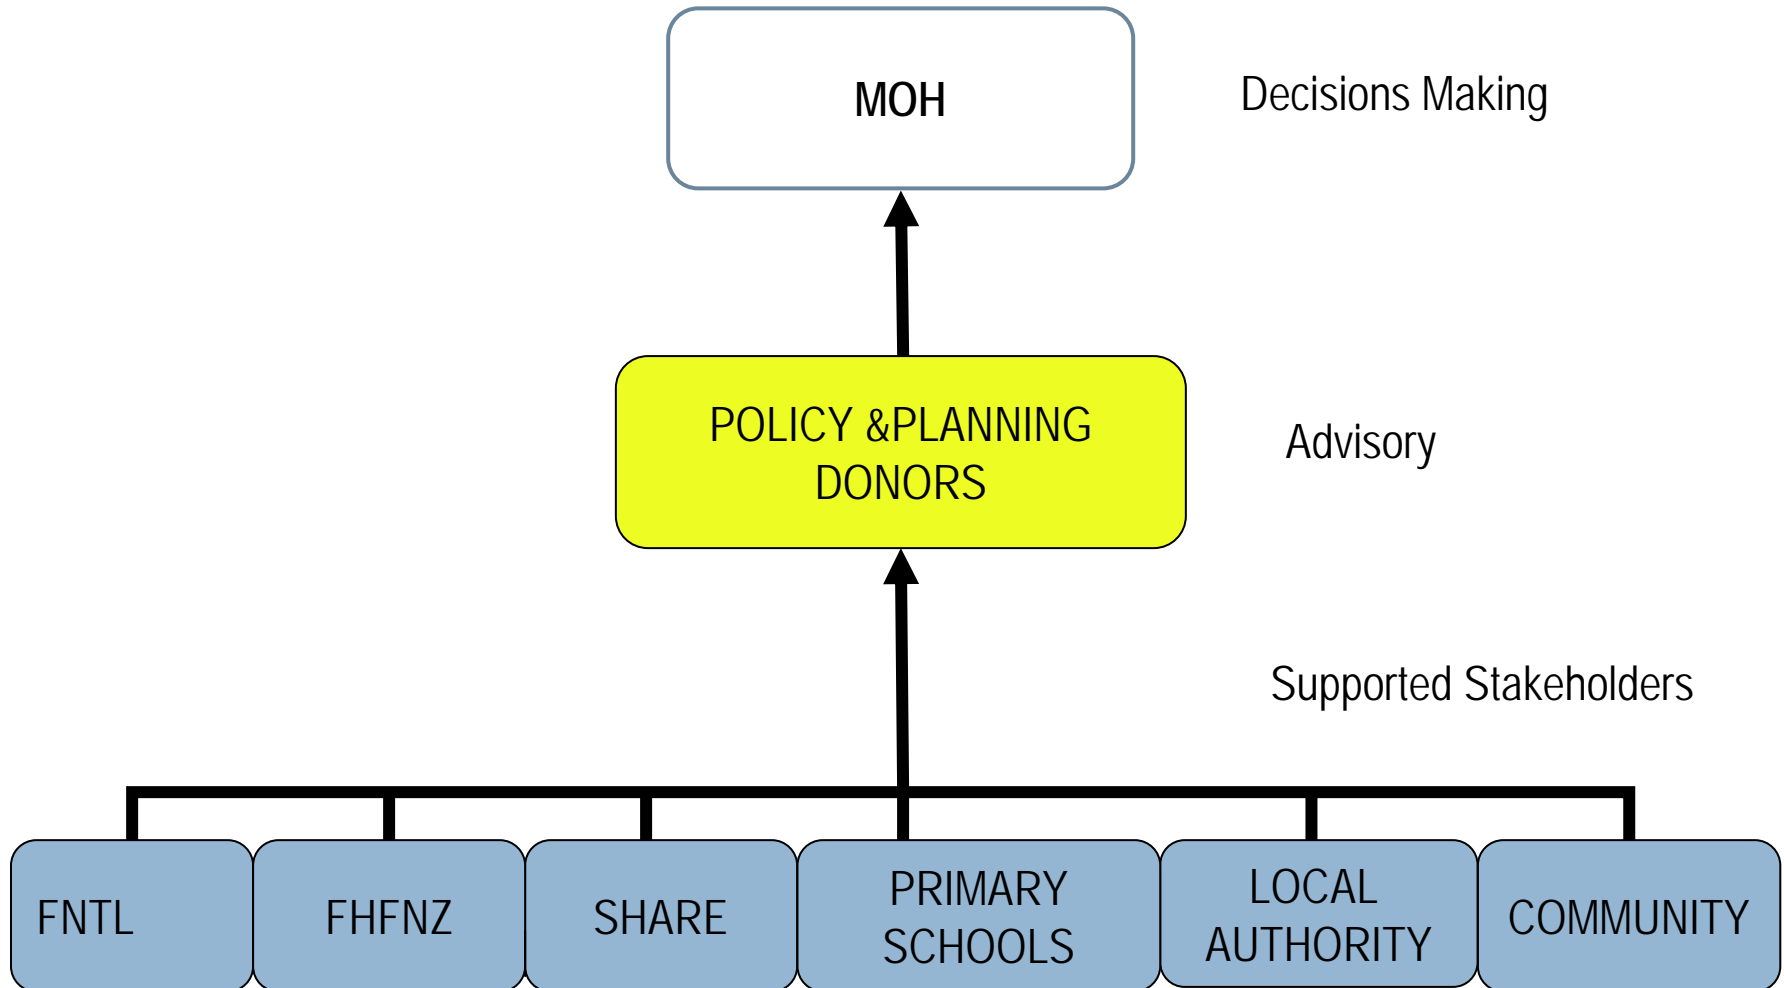 MOH
Decisions Making
POLICY &PLANNING
DONORS
Advisory
Supported Stakeholders
FNTL
FHFNZ
SHARE
PRIMARY
SCHOOLS
LOCAL
AUTHORITY
COMMUNITY